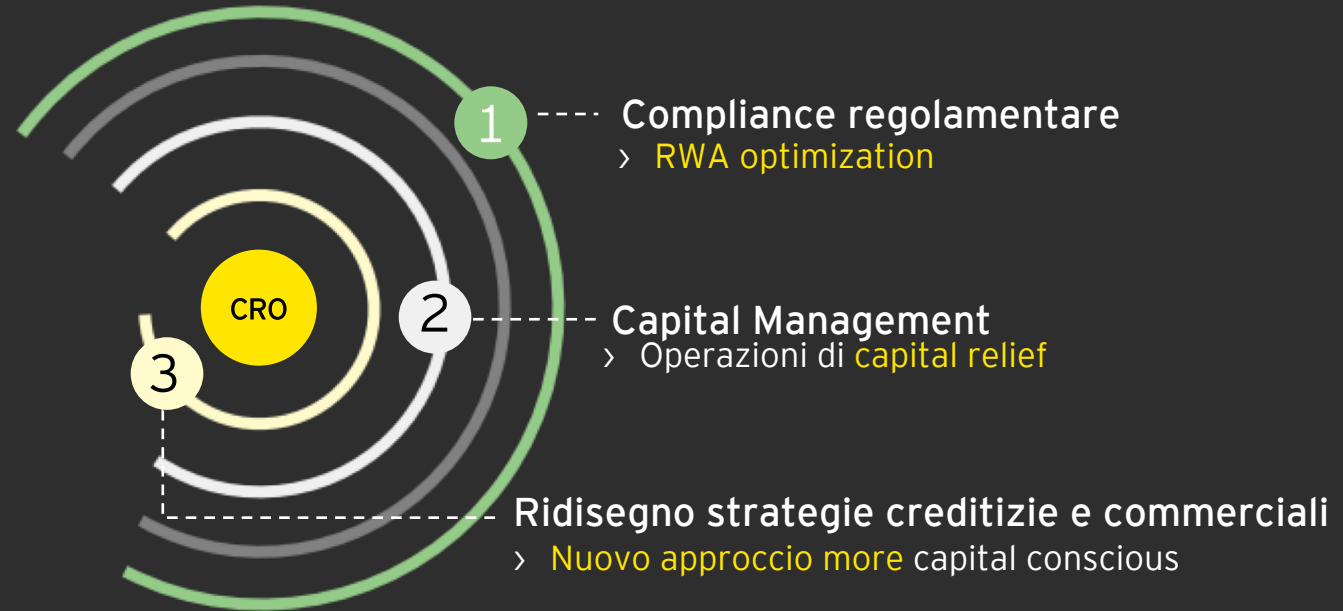 1
Compliance regolamentare
› RWA optimization
CRO
2
Capital Management
› Operazioni di capital relief
3
Ridisegno strategie creditizie e commerciali
› Nuovo approccio more capital conscious